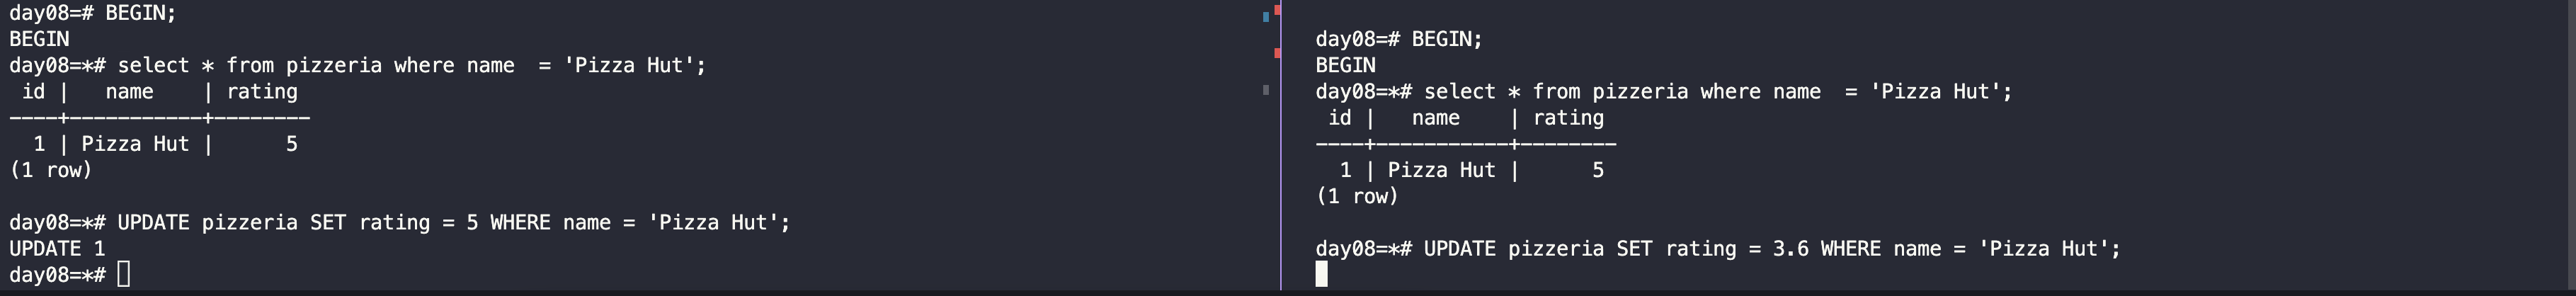 day08=# BEGIN;
BEGIN
day08=*# select * from pizzeria where name  = 'Pizza Hut';
 id |   name    | rating
----+-----------+--------
  1 | Pizza Hut |      5
(1 row)
day08=*# UPDATE pizzeria SET rating = 5 WHERE name = 'Pizza Hut';
UPDATE 1
day08=*#
day08=# BEGIN;
BEGIN
day08=*# select * from pizzeria where name  = 'Pizza Hut';
 id |   name    | rating
----+-----------+--------
  1 | Pizza Hut |      5
(1 row)
day08=*# UPDATE pizzeria SET rating = 3.6 WHERE name = 'Pizza Hut';